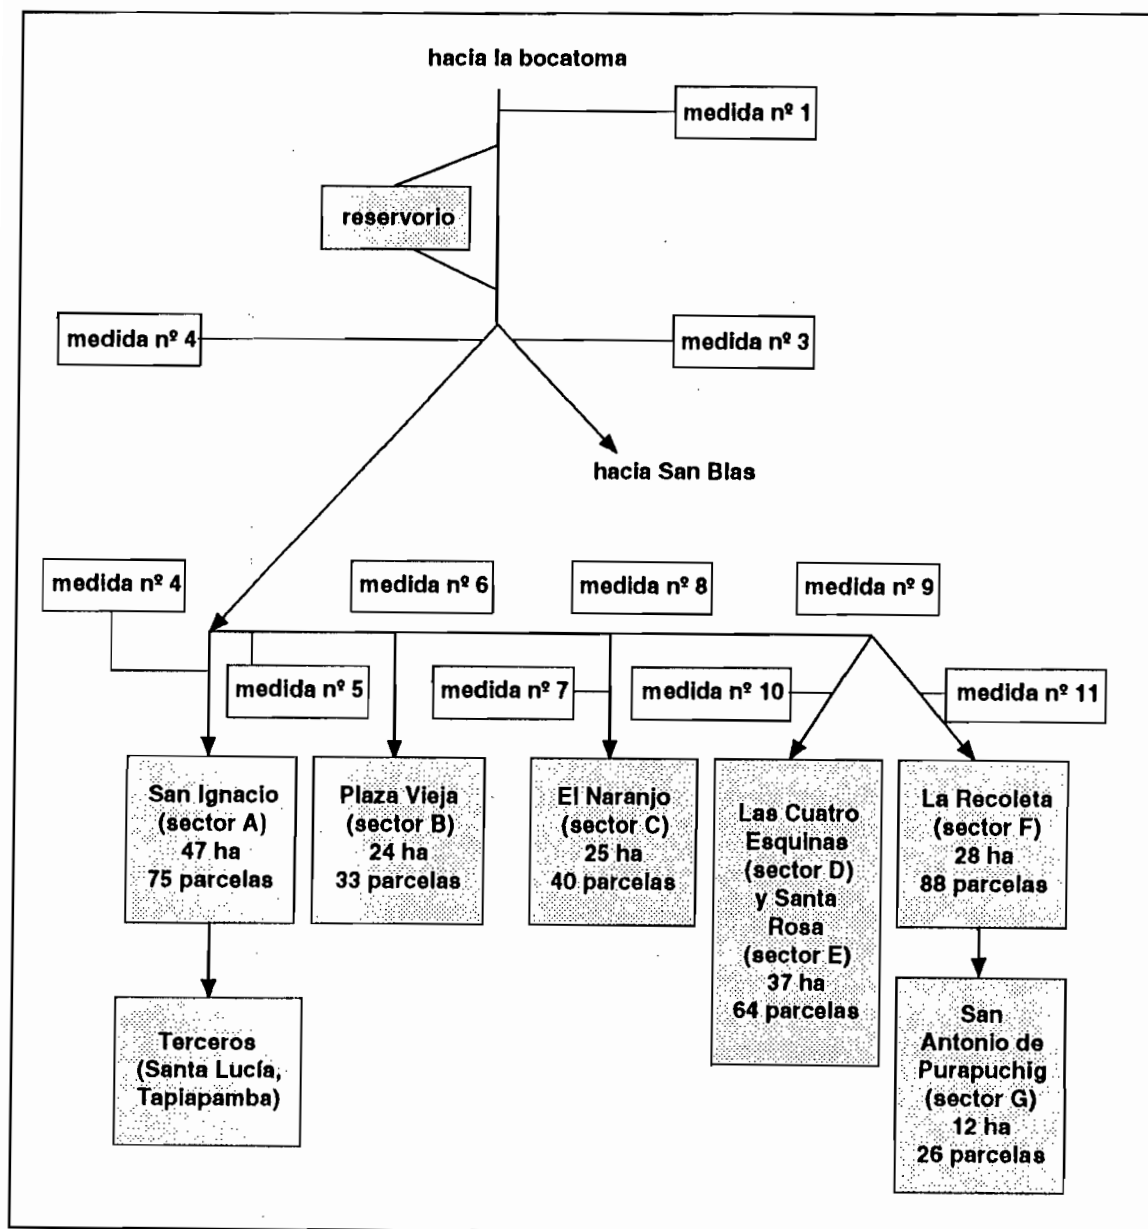 hacia la bocatoma
medida nº 1
reservorio
medida nº 4
medida nº 3
hacia San Blas
medida nº 4
medida nº 6
medida nº 8
medida nº 9
medida nº 5
medida nº 7
medida nº 10
medida nº 11
San Ignacio
(sector A)
47 ha
75 parcelas
Plaza Vieja
(sector B)
24 ha
33 parcelas
El Naranjo
(sector C)
25 ha
40 parcelas
Las Cuatro
Esquinas
(sector D)
y Santa
Rosa
(sector E)
37 ha
64 parcelas
La Recoleta
(sector F)
28 ha
88 parcelas
Terceros
(Santa Lucía,
Tapiapamba)
San
Antonio de
Purapuchig
(sector G)
12 ha
26 parcelas